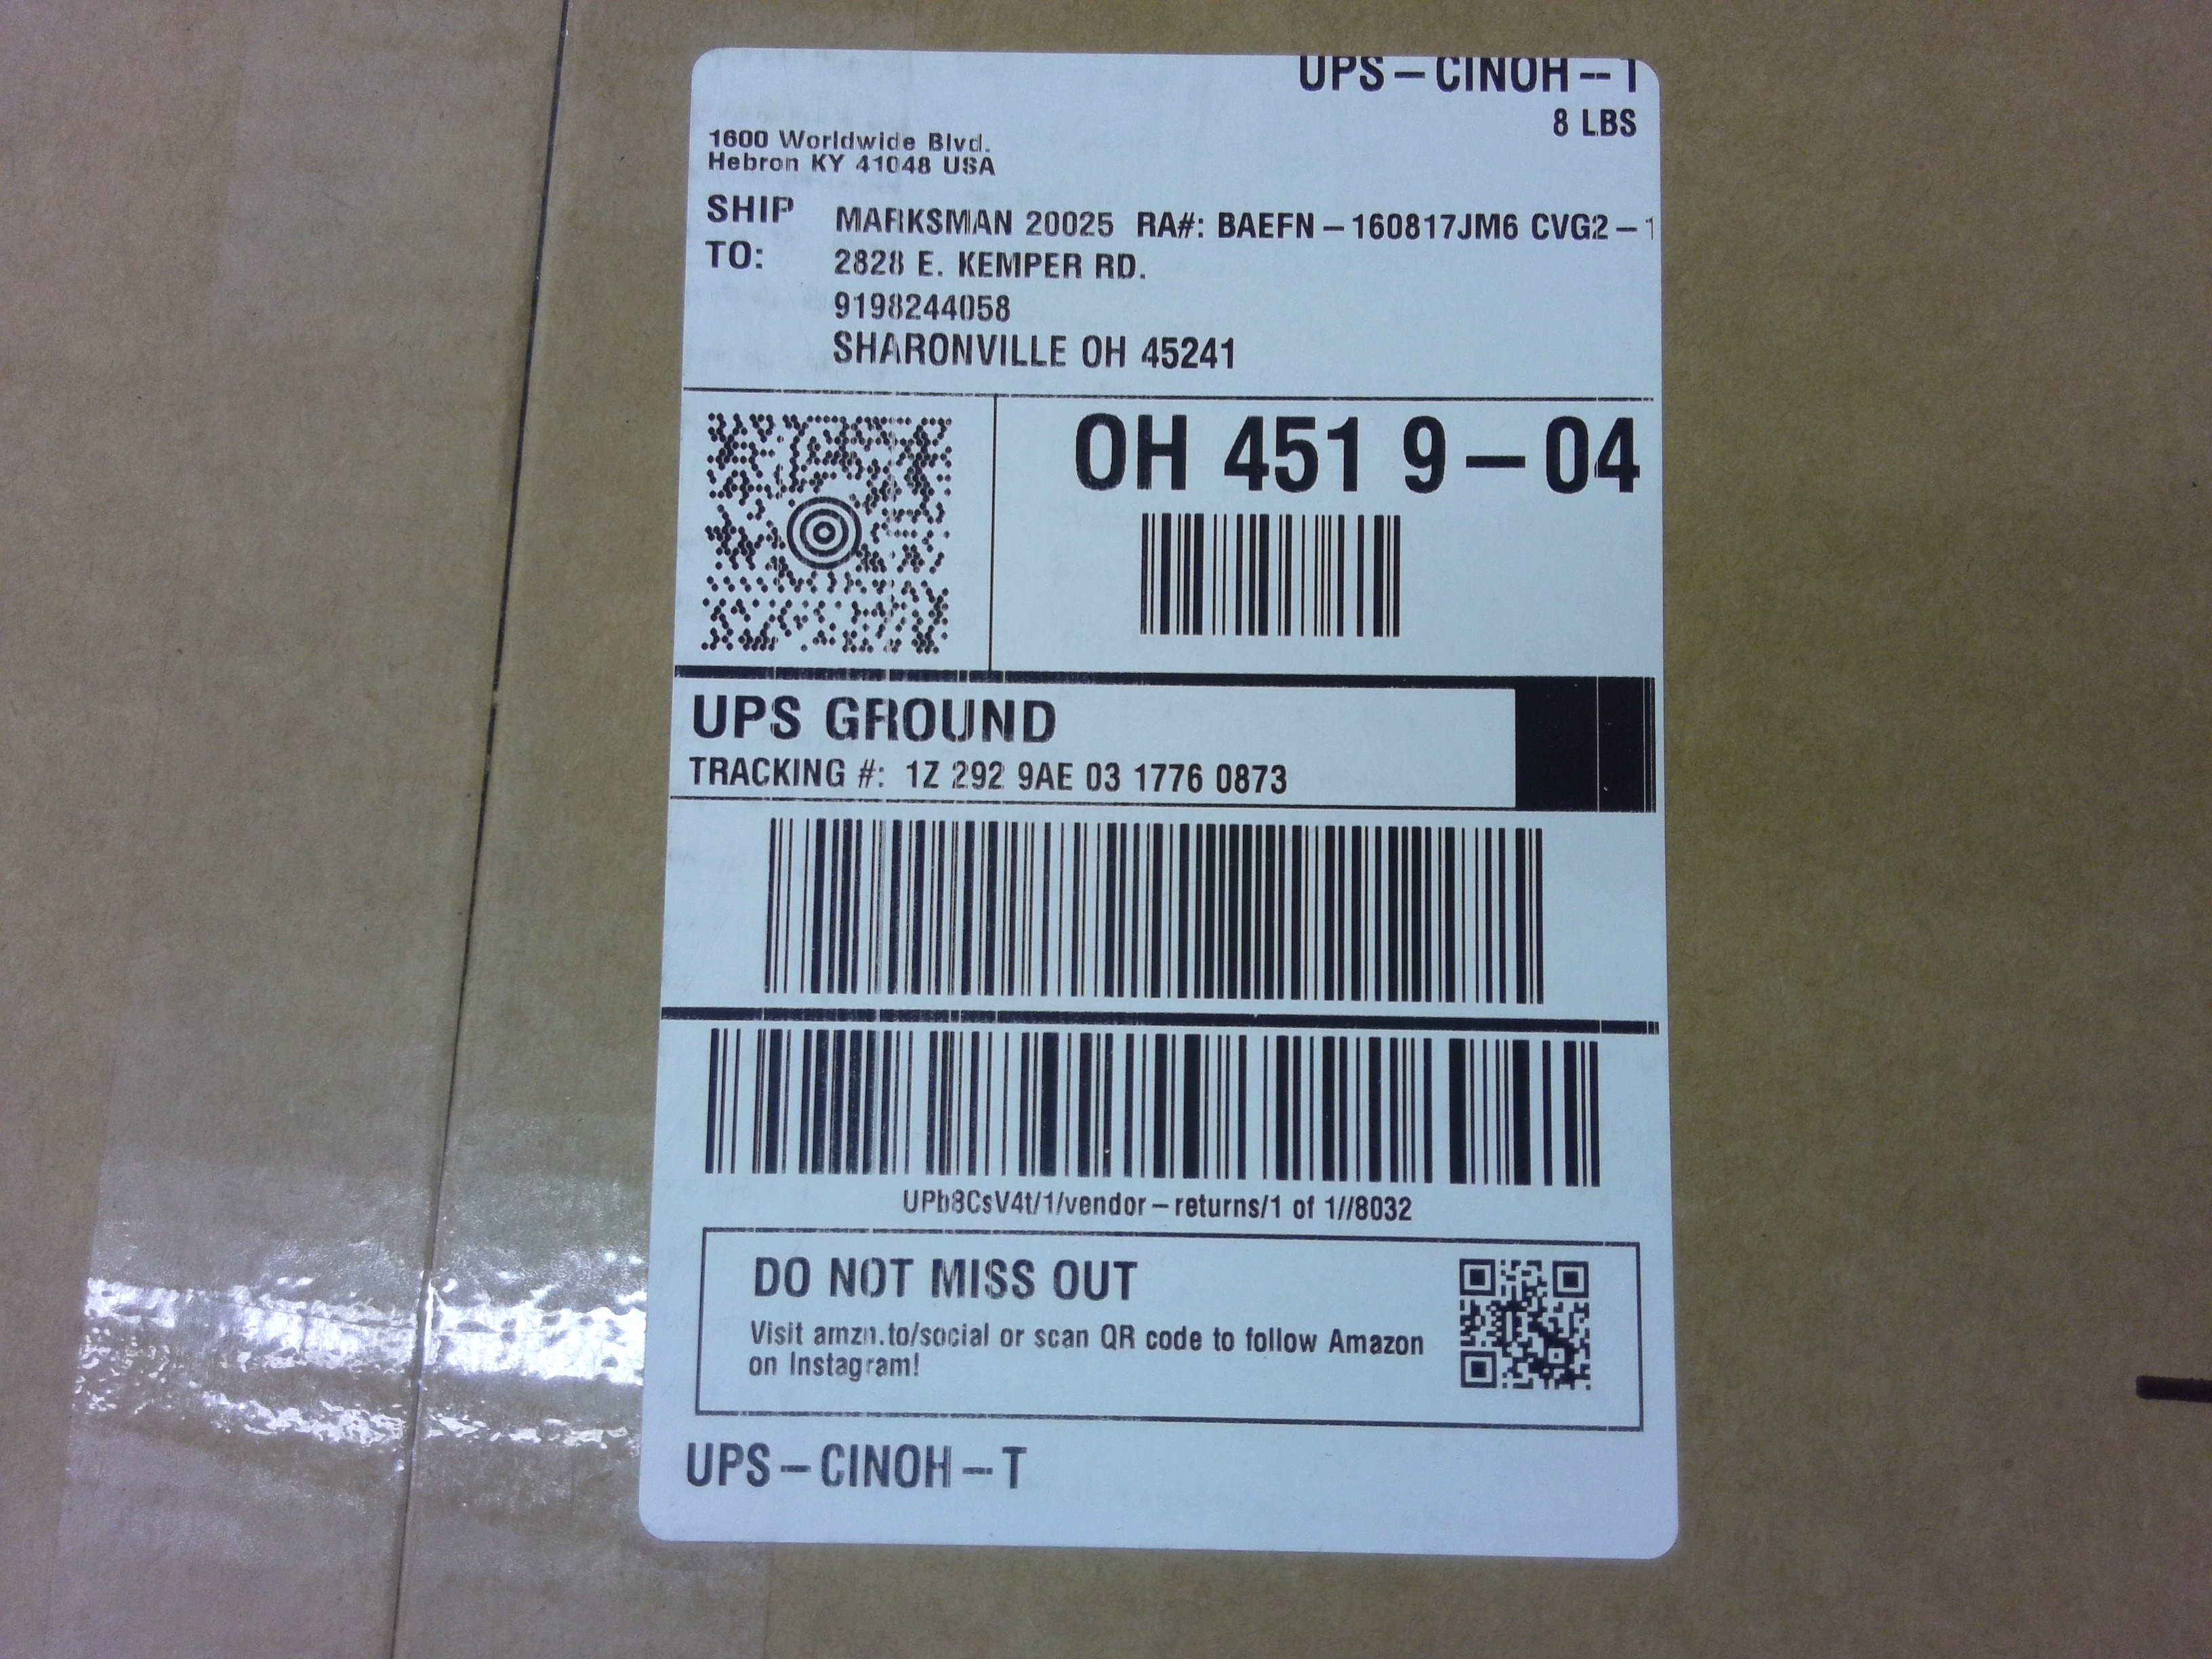 UPS – CINOH –– T
8 LBS
1600 Worldwide Blvd.
Hebron KY 41048 USA
SHIP TO:
MARKSMAN 20025 RA#: BAEFN – 160817JM6 CVG2 – 1
2828 E. KEMPER RD.
9198244058
SHARONVILLE OH 45241
OH 451 9 – 04
UPS GROUND
TRACKING #: 1Z 292 9AE 03 1776 0873
UPb8CsV4t/1/vendor – returns/1 of 1//8032
DO NOT MISS OUT
Visit amzn.to/social or scan QR code to follow Amazon
on Instagram!
UPS – CINOH –– T